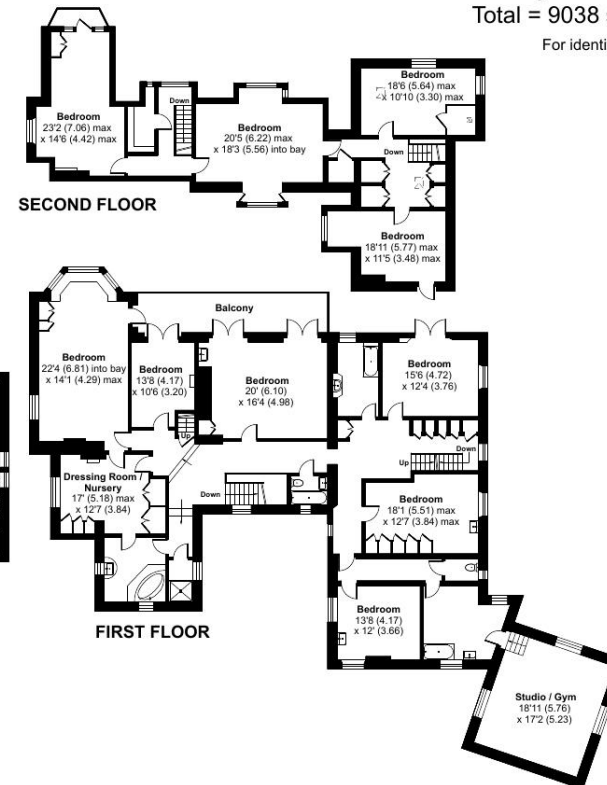 Total = 9038
For identi
Bedroom
18'6 (5.64) max
x 10'10 (3.30) max
Down
Bedroom
23'2 (7.06) max
x 14'6 (4.42) max
Bedroom
20'5 (6.22) max
x 18'3 (5.56) into bay
Down
SECOND FLOOR
Bedroom
18'11 (5.77) max
x 11'5 (3.48) max
Balcony
Bedroom
22'4 (6.81) into bay
x 14'1 (4.29) max
Bedroom
13'8 (4.17)
x 10'6 (3.20)
Bedroom
20' (6.10)
x 16'4 (4.98)
Bedroom
15'6 (4.72)
x 12'4 (3.76)
Up
Down
Up
Dressing Room /
Nursery
17' (5.18) max
x 12'7 (3.84)
Down
Bedroom
18'1 (5.51) max
x 12'7 (3.84) max
FIRST FLOOR
Bedroom
13'8 (4.17)
x 12' (3.66)
Studio / Gym
18'11 (5.76)
x 17'2 (5.23)